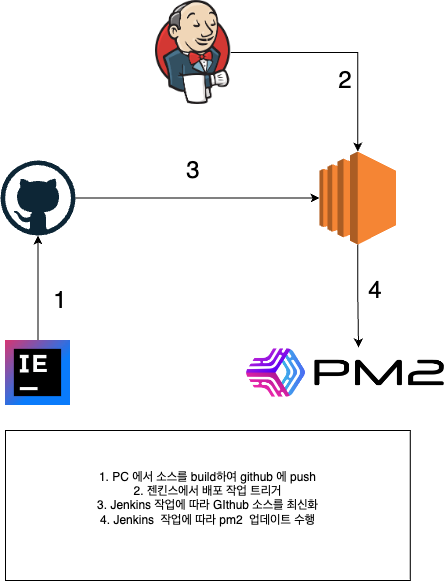 2
3
1
4
IE
PM2
1. PC 에서 소스를 build하여 github 에 push
2. 젠킨스에서 배포 작업 트리거
3. Jenkins 작업에 따라 GIthub 소스를 최신화
4. Jenkins 작업에 따라 pm2 업데이트 수행